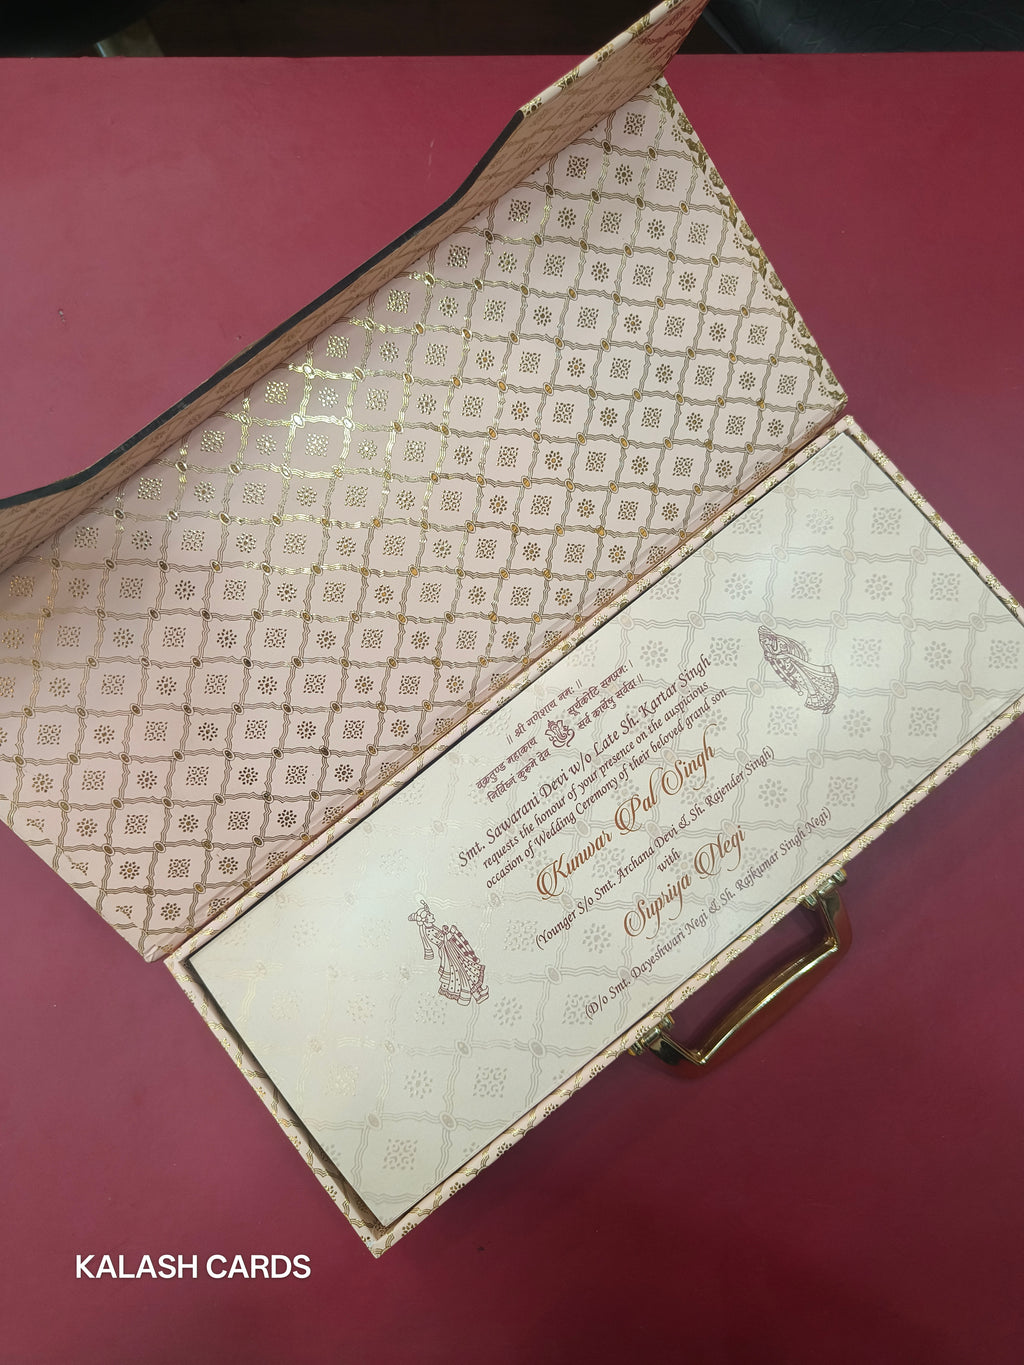 ॥ श्री गणेशाय नमः ॥
वक्रतुण्ड महाकाय सूर्यकोटि समप्रभः।
निर्विघ्नं कुरुमे देव सर्व कार्येषु सर्वदा॥
Smt. Sawarani Devi w/o Late Sh. Kartar Singh
requests the honour of your presence on the auspicious
occasion of Wedding Ceremony of their beloved grand son
Kunwar Pal Singh
(Younger S/o Smt. Archana Devi & Sh. Rajender Singh)
with
Supriya Negi
(D/o Smt. Dayeshwari Negi & Sh. Rajkumar Singh Negi)
KALASH CARDS